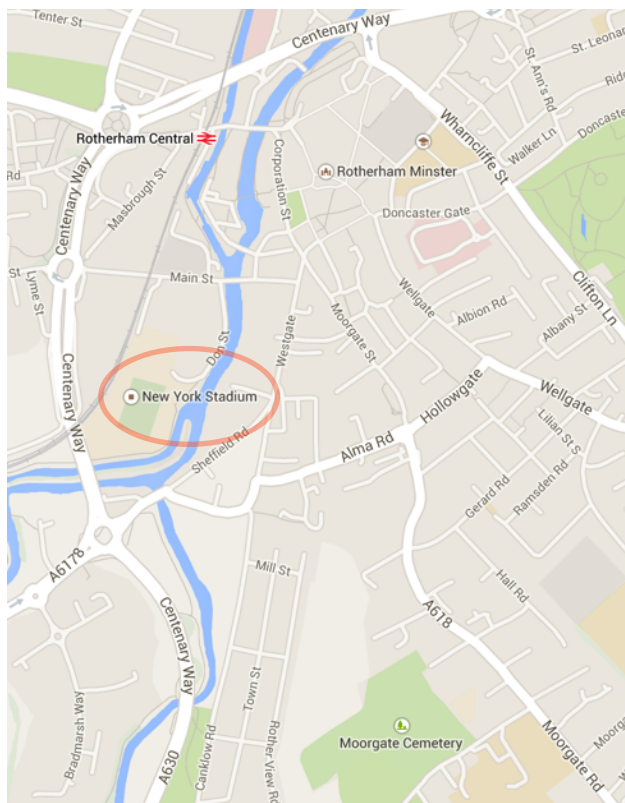 Tenter St
Centenary Way
St. Leonar
St. Ann's Rd
Ride
Rotherham Central
Wharncliffe St
Walker Ln
Doncaster
Corporation St
Rotherham Minster
Rd
Masbrough St
Centenary Way
Doncaster Gate
St
Lyme St
Main St
Wellgate
Clifton Ln
Albion Rd
Albany St
Moorgate St
Westgate
Don St
Centenary Way
New York Stadium
Hollowgate
Wellgate
Sheffield Rd
Alma Rd
Lilian St S
Gerard Rd
Ramsden Rd
A6178
Mill St
Hall Rd
A618
Centenary Way
Town St
Bradmarsh Way
Canklow Rd
Rother View Rd
Moorgate Cemetery
Moorgate Rd
Moorg
A630